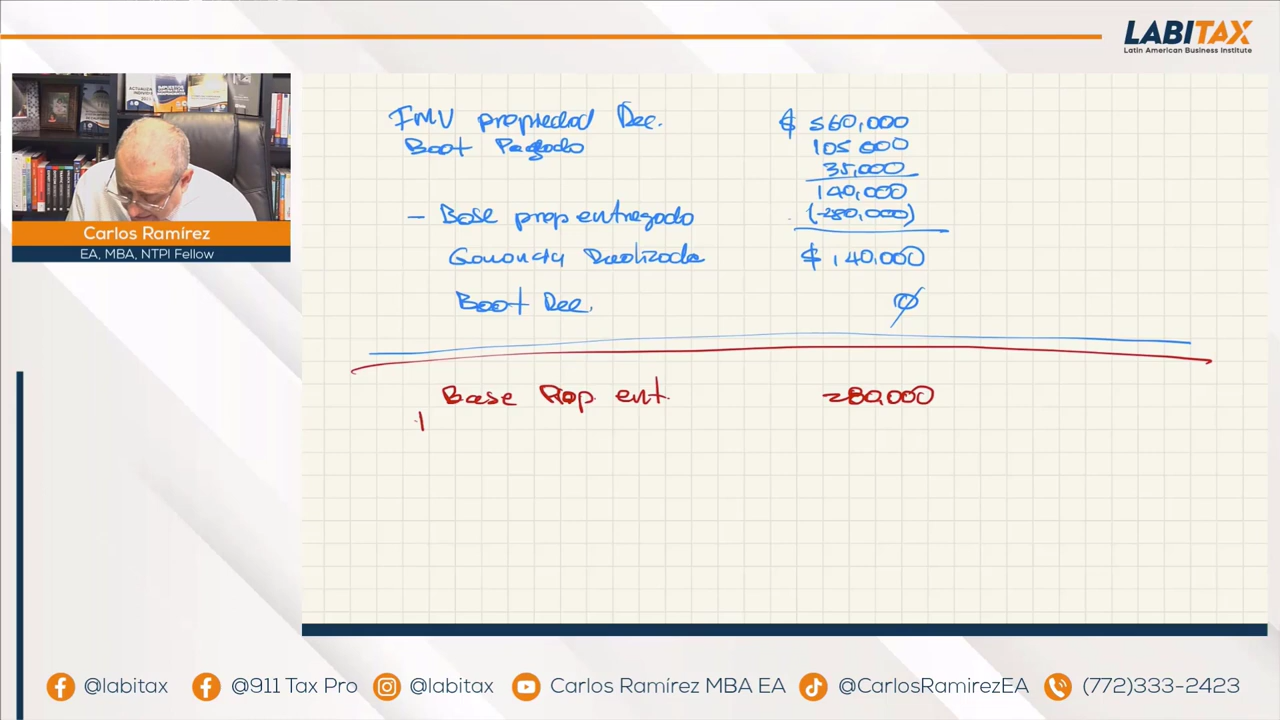 LABITAX
Latin American Business Institute
FMV propiedad Rec. $ 560,000
Boot Pagado 105 000
35,000
140,000
- Base prop entregado (-280,000)
Ganancia Realizada $ 140,000
Boot Rec. ∅
Base Prop. ent. 280,000
+
Carlos Ramírez
EA, MBA, NTPI Fellow
@labitax
@911 Tax Pro
@labitax
Carlos Ramírez MBA EA
@CarlosRamirezEA
(772)333-2423